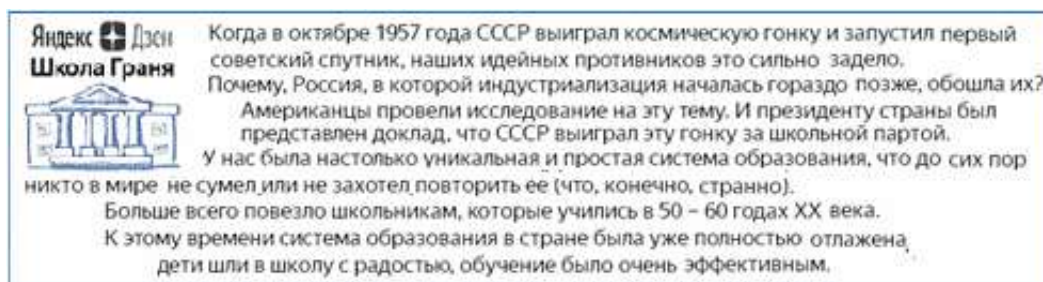 Яндекс Дзен
Школа Граня
Когда в октябре 1957 года СССР выиграл космическую гонку и запустил первый
советский спутник, наших идейных противников это сильно задело.
Почему, Россия, в которой индустриализация началась гораздо позже, обошла их?
Американцы провели исследование на эту тему. И президенту страны был
представлен доклад, что СССР выиграл эту гонку за школьной партой.
У нас была настолько уникальная и простая система образования, что до сих пор
никто в мире не сумел или не захотел повторить ее (что, конечно, странно).
Больше всего повезло школьникам, которые учились в 50 – 60 годах XX века.
К этому времени система образования в стране была уже полностью отлажена,
дети шли в школу с радостью, обучение было очень эффективным.